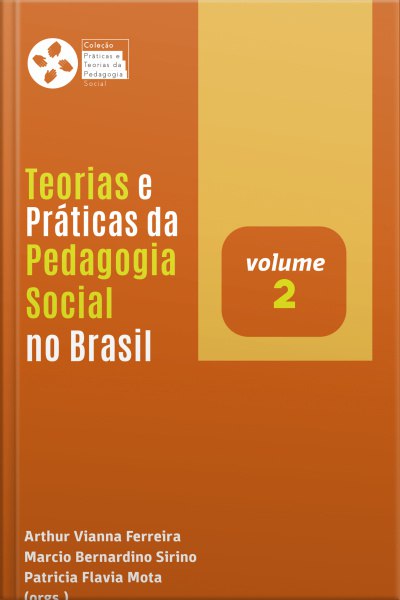 Coleção
Práticas e
Teorias da
Pedagogia
Social
Teorias e
Práticas da
Pedagogia
Social
no Brasil
volume
2
Arthur Vianna Ferreira
Marcio Bernardino Sirino
Patricia Flavia Mota
(orgs.)